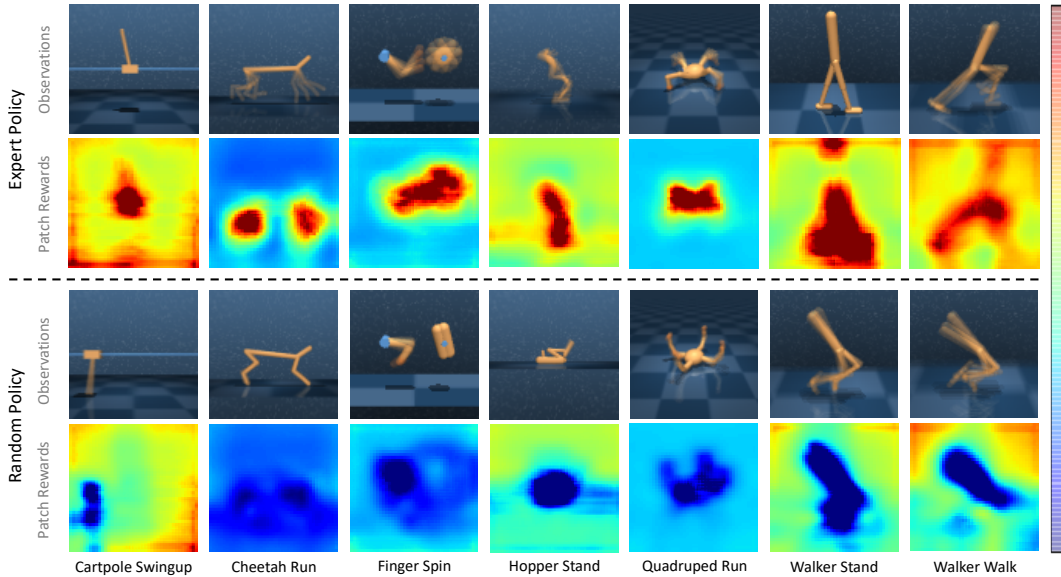 Expert Policy
Observations
Patch Rewards
Random Policy
Observations
Patch Rewards
Cartpole Swingup
Cheetah Run
Finger Spin
Hopper Stand
Quadruped Run
Walker Stand
Walker Walk